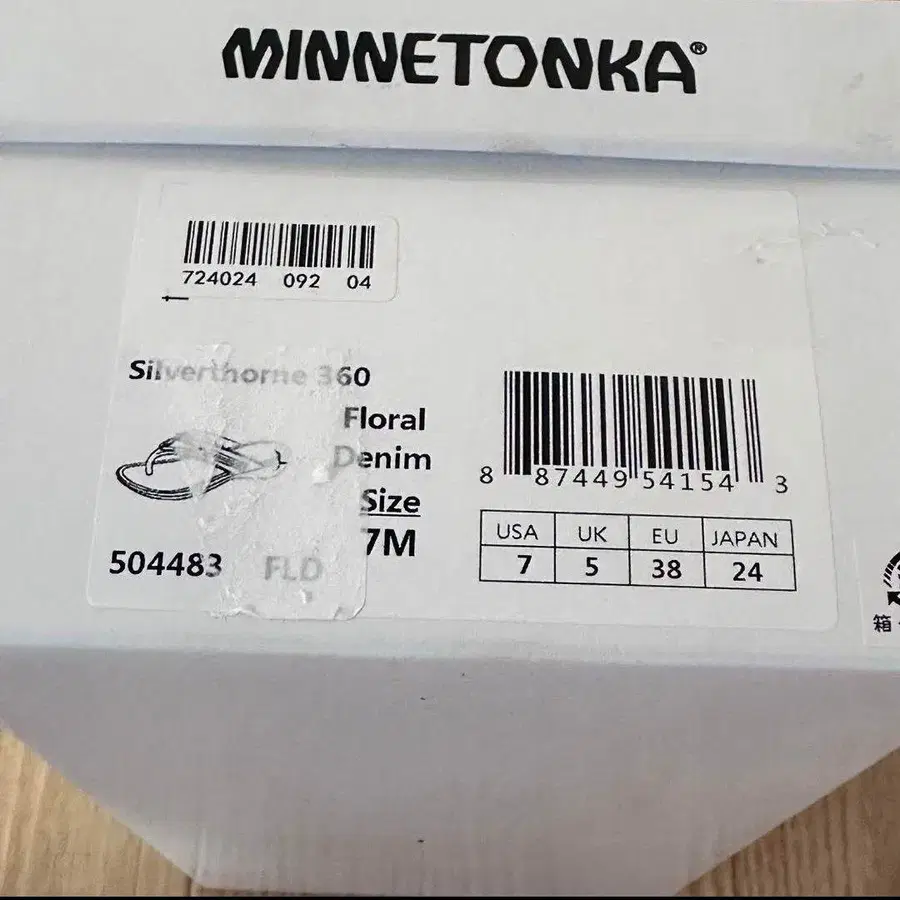 MINNETONKA®
724024 092 04
Silverthorne 360
Floral
Denim
Size
7M
504483 FLD
8 87449 54154 3
USA UK EU JAPAN
7 5 38 24
箱